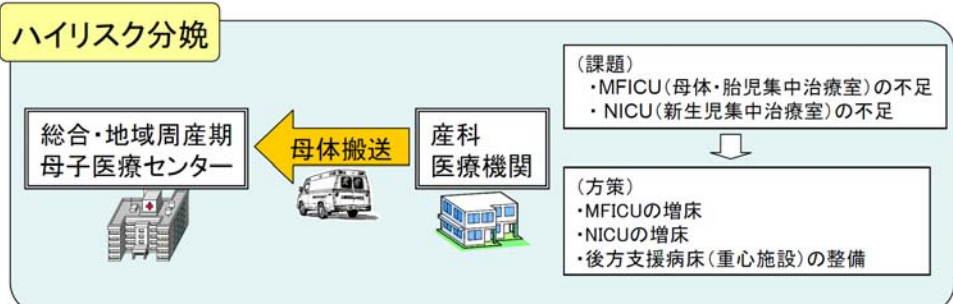 ハイリスク分娩
総合・地域周産期
母子医療センター
母体搬送
産科
医療機関
（課題）
・MFICU（母体・胎児集中治療室）の不足
・NICU（新生児集中治療室）の不足
（方策）
・MFICUの増床
・NICUの増床
・後方支援病床（重心施設）の整備
AMBULANCE